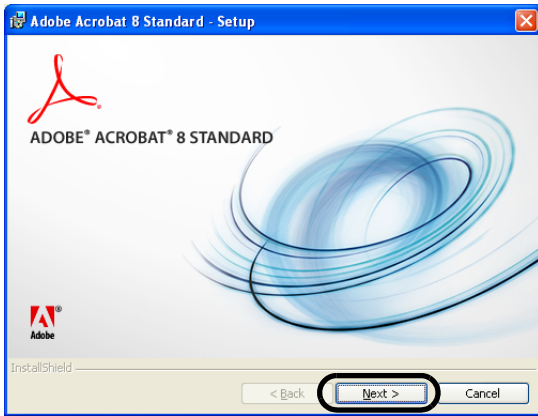 Adobe Acrobat 8 Standard - Setup
ADOBE® ACROBAT® 8 STANDARD
Adobe®
InstallShield
< Back
Next >
Cancel